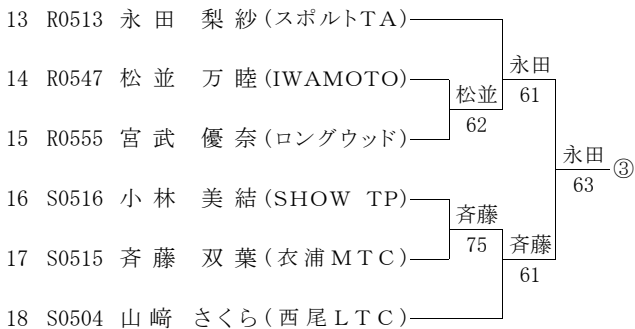 13 R0513 永田 梨紗(スポルトTA)
永田
14 R0547 松並 万睦(IWAMOTO)
松並 61
62
15 R0555 宮武 優奈(ロングウッド)
永田 ③
63
16 S0516 小林 美結(SHOW TP)
斉藤
75 斉藤
17 S0515 斉藤 双葉(衣浦MTC)
61
18 S0504 山﨑 さくら(西尾LTC)